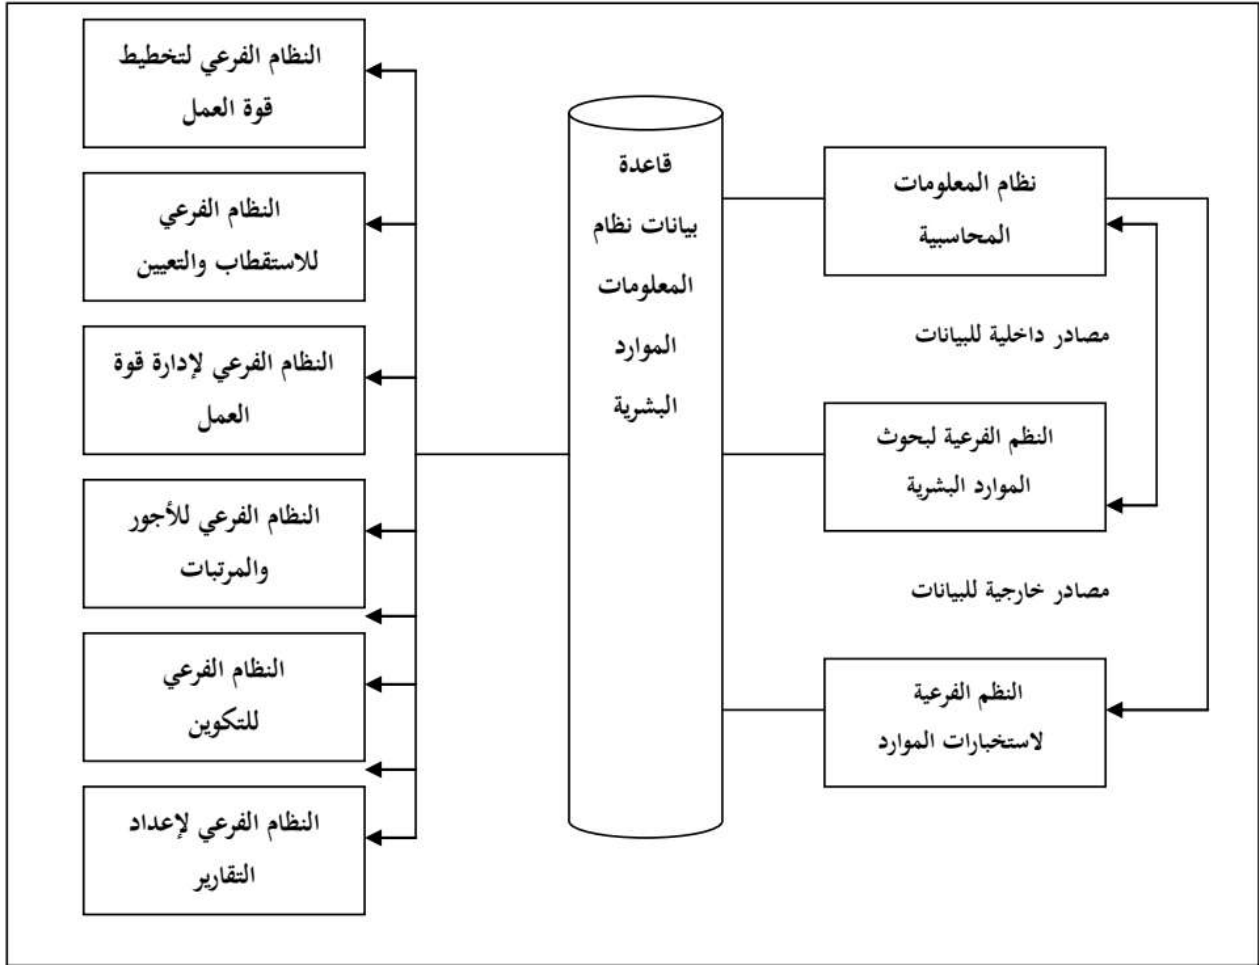 نظام المعلومات
المحاسبية
مصادر داخلية للبيانات
النظم الفرعية لبحوث
الموارد البشرية
مصادر خارجية للبيانات
النظم الفرعية
لاستخبارات الموارد
قاعدة
بيانات نظام
المعلومات
الموارد
البشرية
النظام الفرعي لتخطيط
قوة العمل
النظام الفرعي
للاستقطاب والتعيين
النظام الفرعي لإدارة قوة
العمل
النظام الفرعي للأجور
والمرتبات
النظام الفرعي
للتكوين
النظام الفرعي لإعداد
التقارير